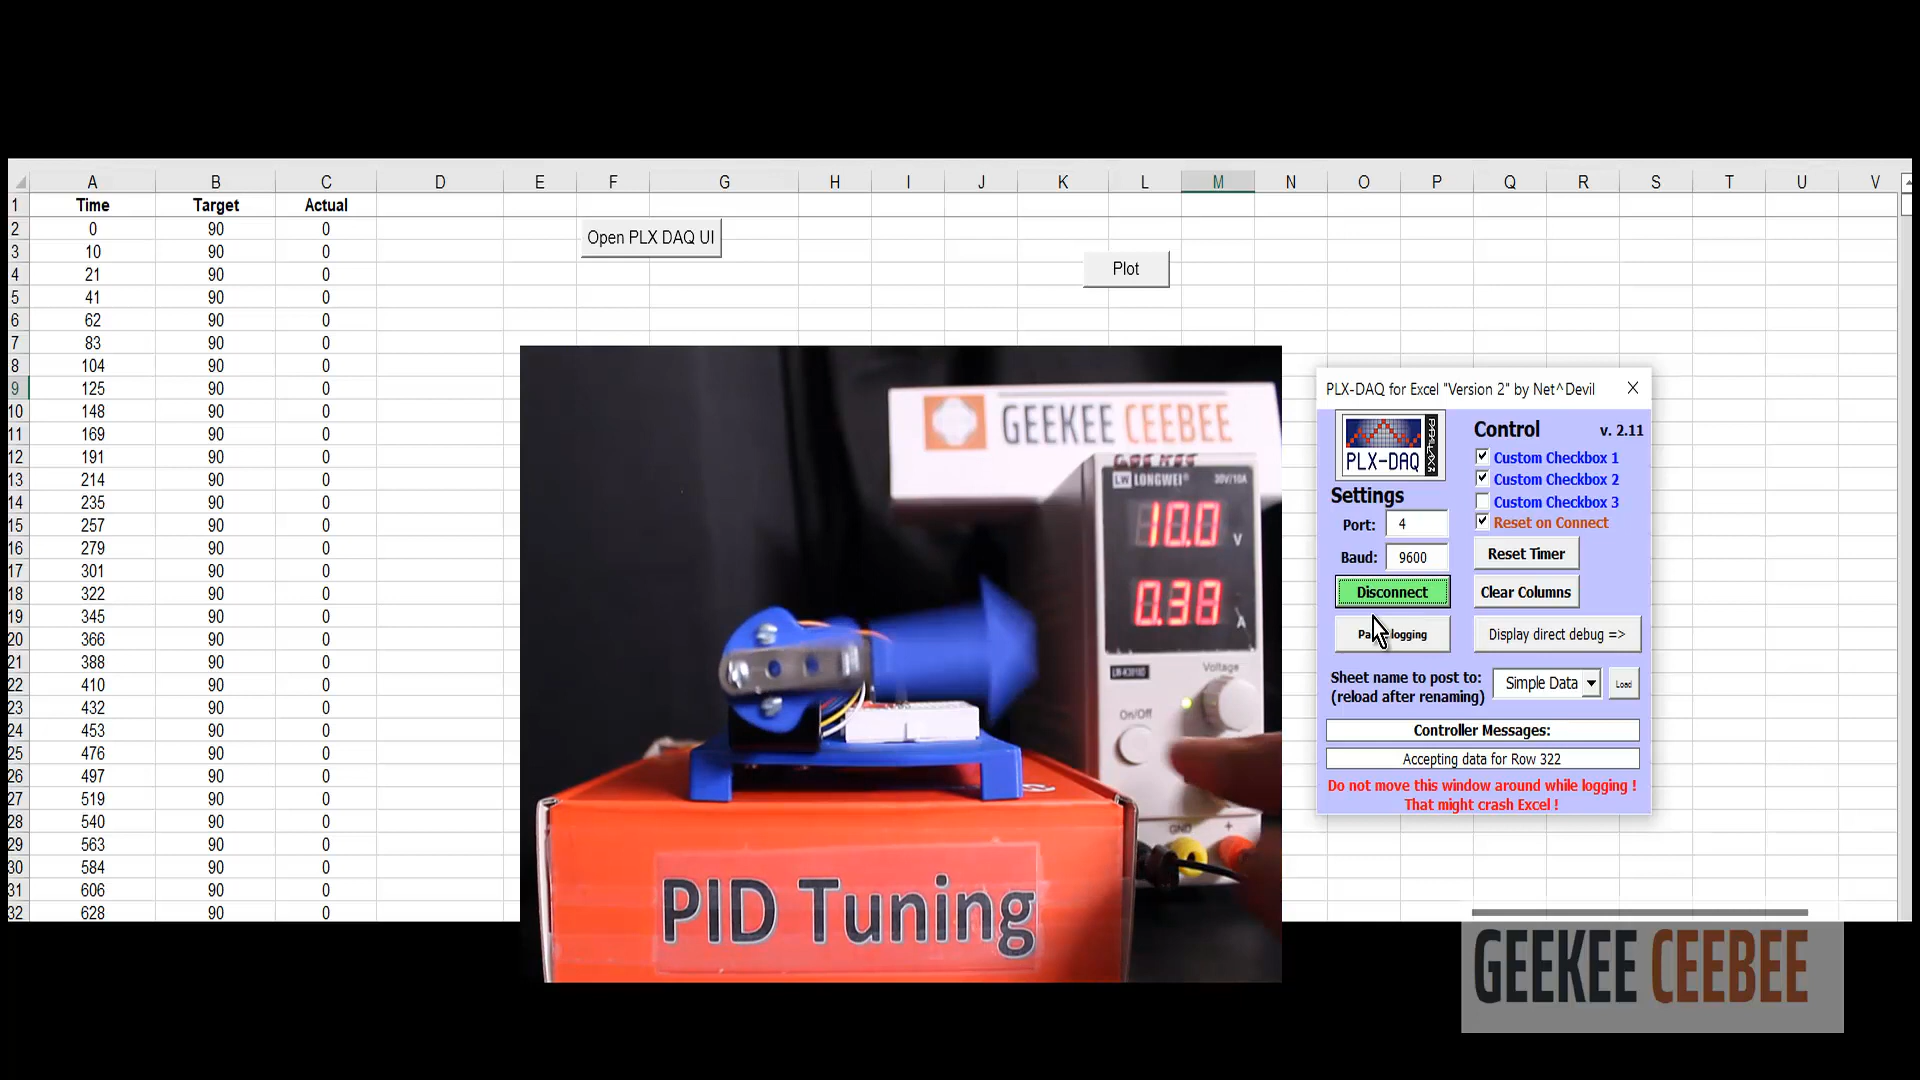 A B C D E F G H I J K L M N O P Q R S T U V
1 Time Target Actual
2 0 90 0
3 10 90 0
4 21 90 0
5 41 90 0
6 62 90 0
7 83 90 0
8 104 90 0
9 125 90 0
10 148 90 0
11 169 90 0
12 191 90 0
13 214 90 0
14 235 90 0
15 257 90 0
16 279 90 0
17 301 90 0
18 322 90 0
19 345 90 0
20 366 90 0
21 388 90 0
22 410 90 0
23 432 90 0
24 453 90 0
25 476 90 0
26 497 90 0
27 519 90 0
28 540 90 0
29 563 90 0
30 584 90 0
31 606 90 0
32 628 90 0
Open PLX DAQ UI
Plot
GEEKEE CEEBEE
LW LONGWEI® 30V/10A
10.0 V
0.38 A
Voltage
On/Off
GND +
PID Tuning
PLX-DAQ for Excel "Version 2" by Net^Devil
PLX-DAQ
PARALLAX
Control v. 2.11
Custom Checkbox 1
Custom Checkbox 2
Custom Checkbox 3
Reset on Connect
Settings
Port: 4
Baud: 9600
Reset Timer
Disconnect
Clear Columns
logging
Display direct debug =>
Sheet name to post to:
(reload after renaming)
Simple Data
Load
Controller Messages:
Accepting data for Row 322
Do not move this window around while logging !
That might crash Excel !
GEEKEE CEEBEE